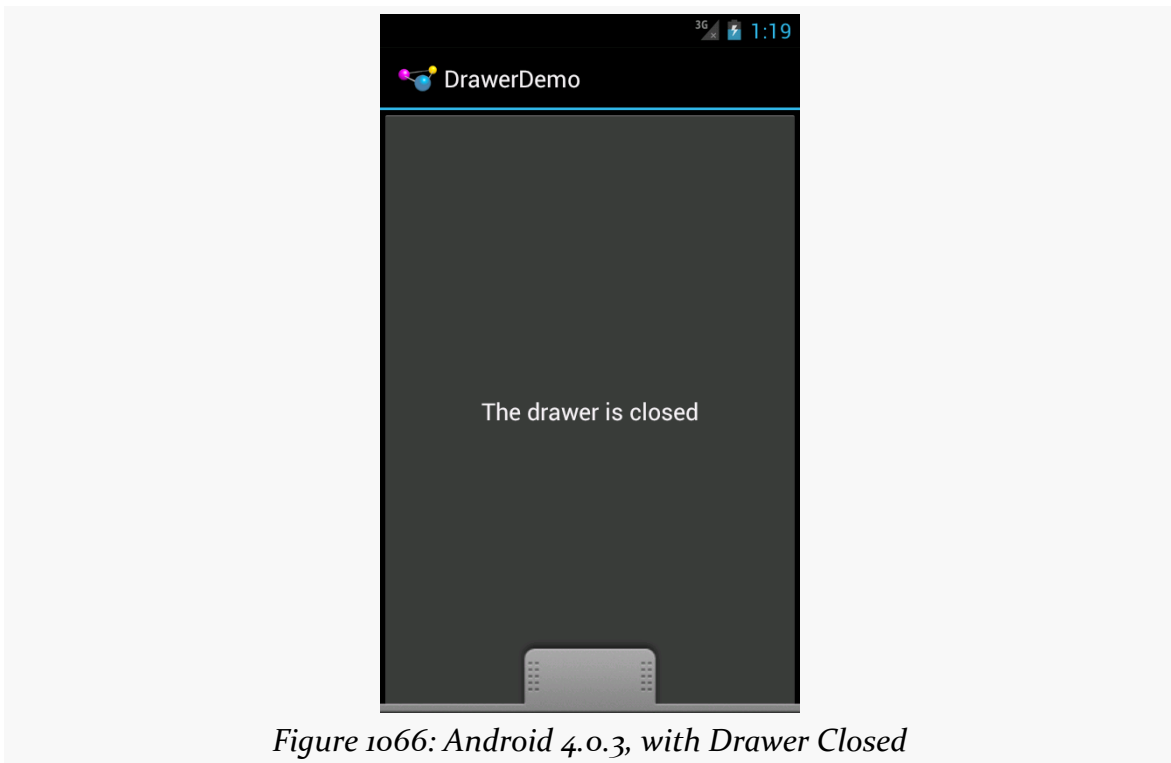 3G
1:19
DrawerDemo
The drawer is closed
Figure 1066: Android 4.0.3, with Drawer Closed